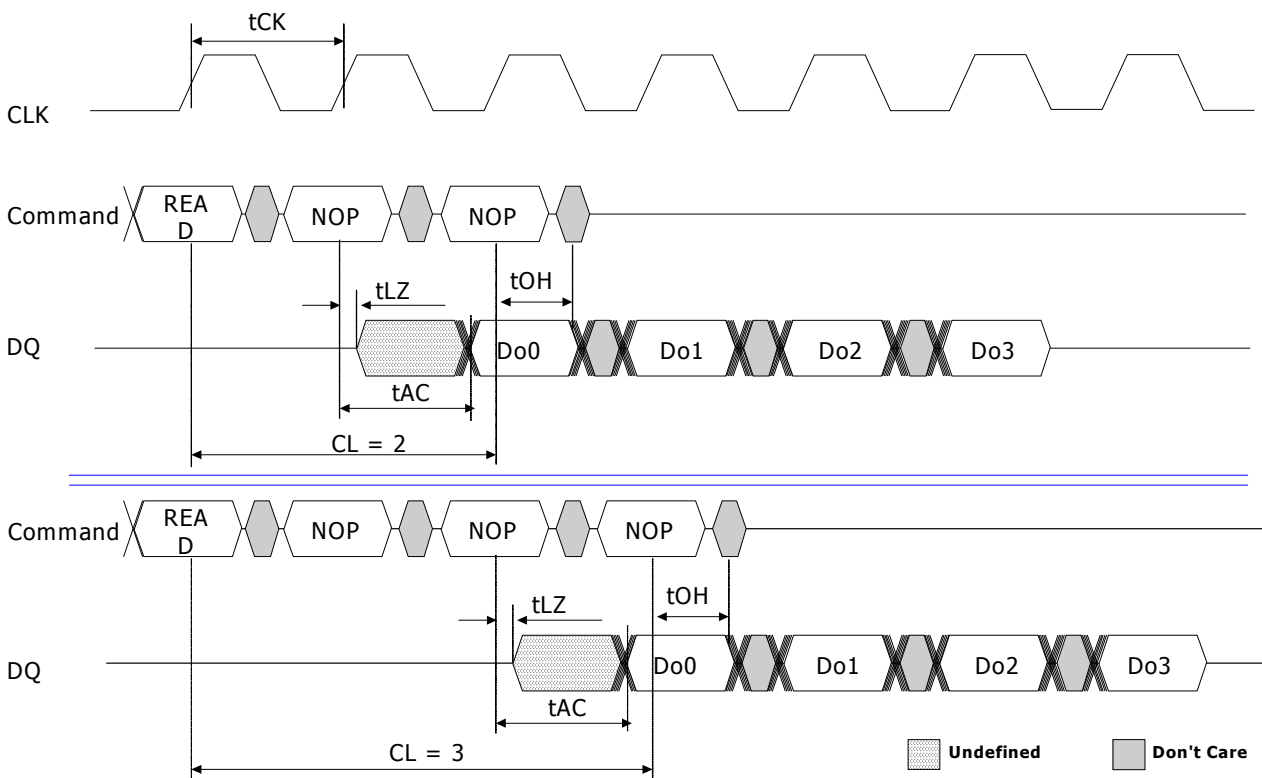 tCK
CLK
Command
REA
D
NOP
NOP
tOH
tLZ
DQ
Do0
Do1
Do2
Do3
tAC
CL = 2
Command
REA
D
NOP
NOP
NOP
tOH
tLZ
DQ
Do0
Do1
Do2
Do3
tAC
CL = 3
Undefined
Don't Care